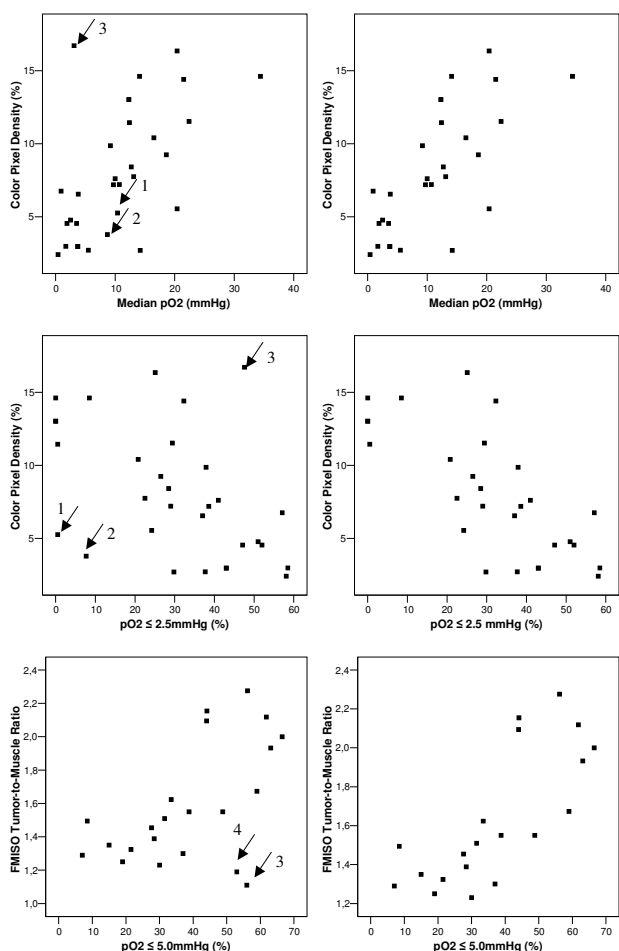 3
1
2
Color Pixel Density (%)
15
10
5
0 10 20 30 40
Median pO2 (mmHg)
Color Pixel Density (%)
15
10
5
0 10 20 30 40
Median pO2 (mmHg)
3
1
2
Color Pixel Density (%)
15
10
5
0
0 10 20 30 40 50 60
pO2 ≤ 2.5mmHg (%)
Color Pixel Density (%)
15
10
5
0
0 10 20 30 40 50 60
pO2 ≤ 2.5 mmHg (%)
4
3
FMISO Tumor-to-Muscle Ratio
2,4
2,2
2,0
1,8
1,6
1,4
1,2
1,0
0 10 20 30 40 50 60 70
pO2 ≤ 5.0mmHg (%)
FMISO Tumor-to-Muscle Ratio
2,4
2,2
2,0
1,8
1,6
1,4
1,2
0 10 20 30 40 50 60 70
pO2 ≤ 5.0mmHg (%)